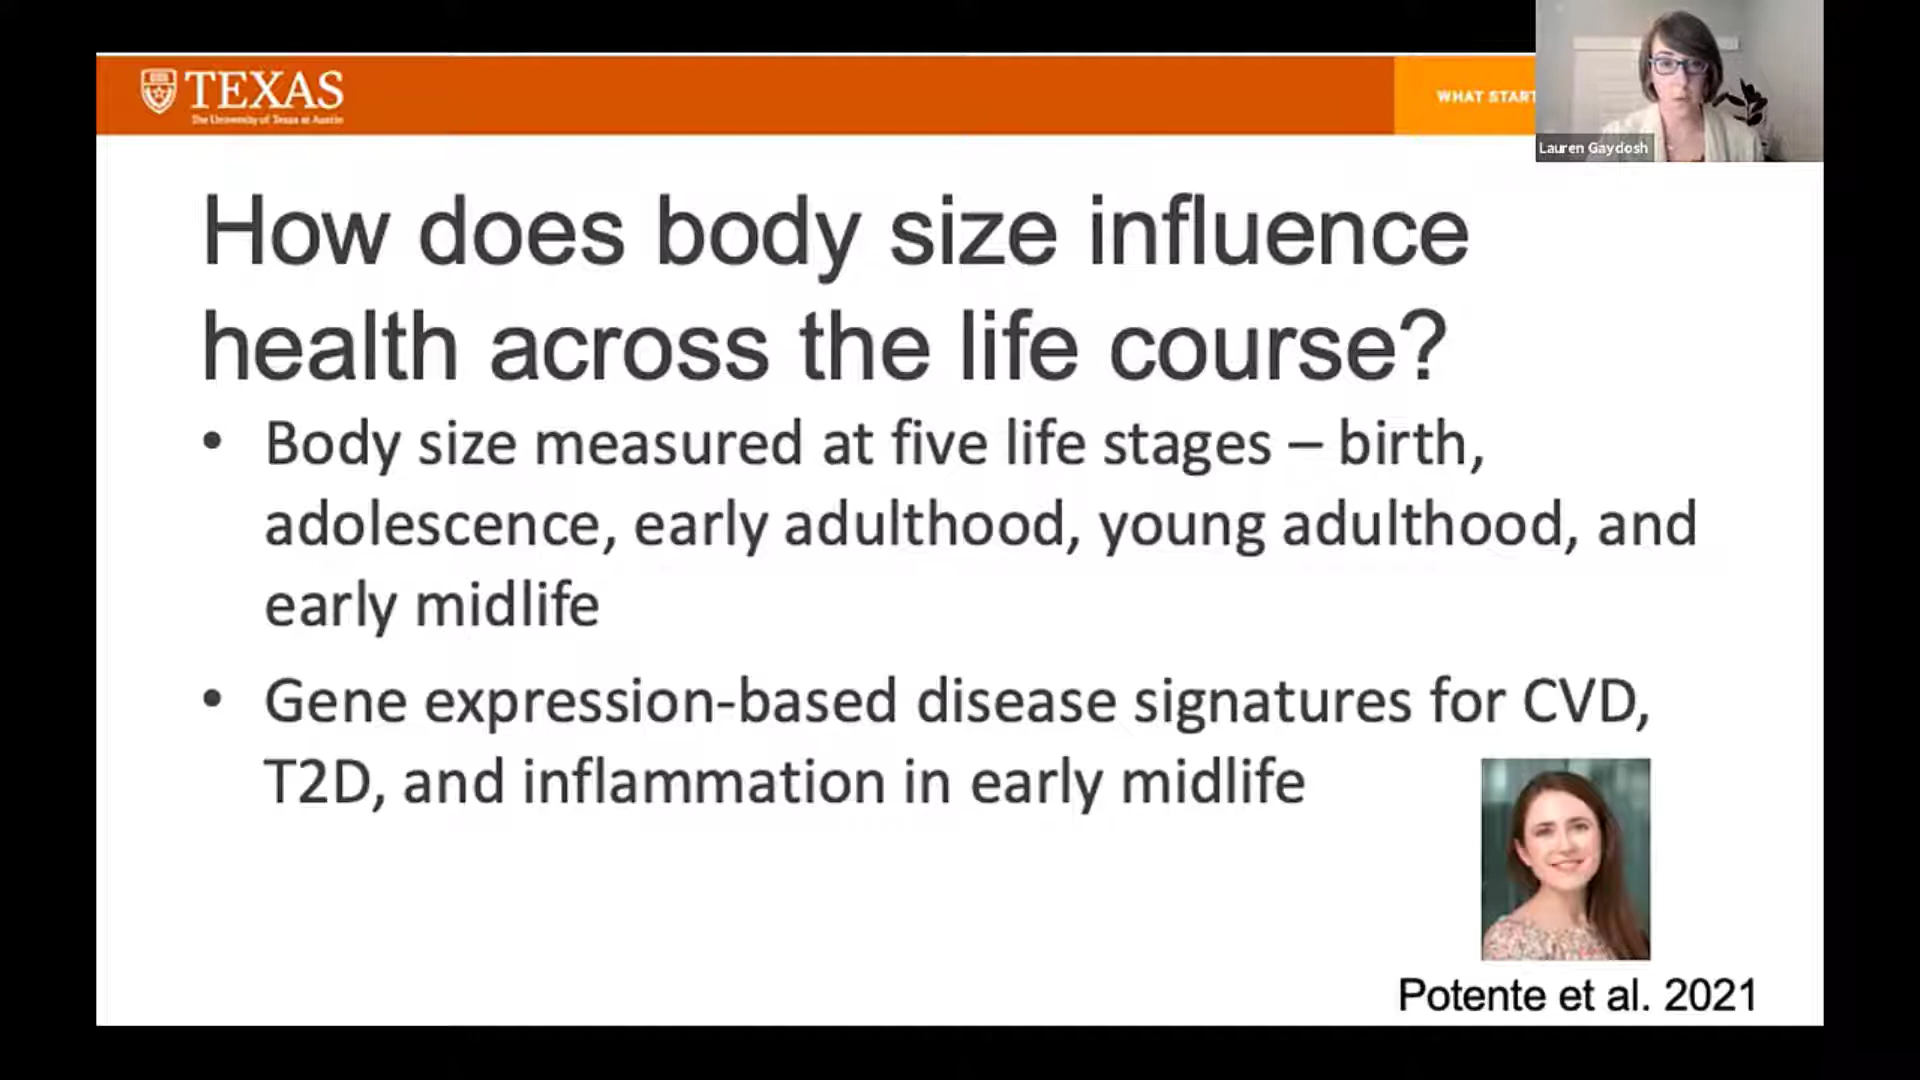 TEXAS
The University of Texas at Austin
WHAT START
Lauren Gaydosh
How does body size influence
health across the life course?
• Body size measured at five life stages – birth,
adolescence, early adulthood, young adulthood, and
early midlife
• Gene expression-based disease signatures for CVD,
T2D, and inflammation in early midlife
Potente et al. 2021